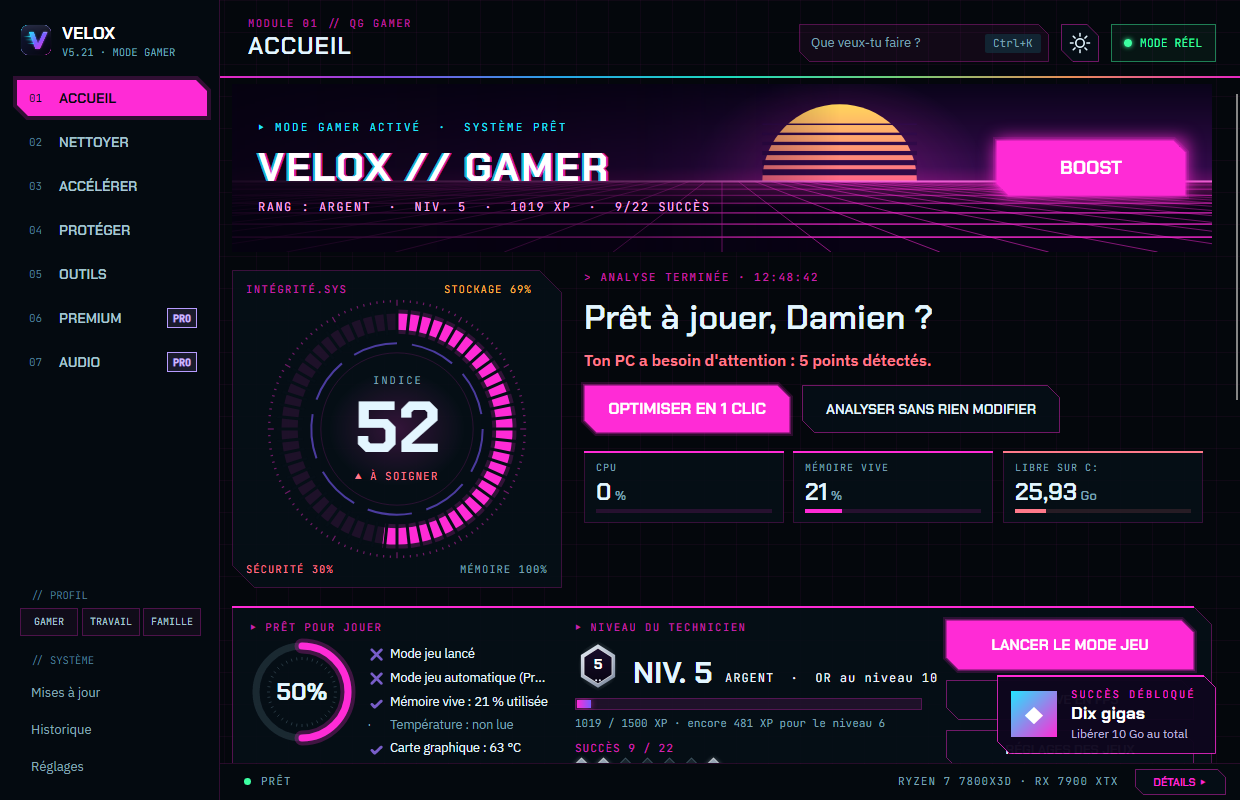 VELOX
V5.21 · MODE GAMER
01 ACCUEIL
02 NETTOYER
03 ACCÉLÉRER
04 PROTÉGER
05 OUTILS
06 PREMIUM PRO
07 AUDIO PRO
// PROFIL
GAMER TRAVAIL FAMILLE
// SYSTÈME
Mises à jour
Historique
Réglages
MODULE 01 // QG GAMER
ACCUEIL
Que veux-tu faire ? Ctrl+K
MODE RÉEL
MODE GAMER ACTIVÉ · SYSTÈME PRÊT
VELOX // GAMER
RANG : ARGENT · NIV. 5 · 1019 XP · 9/22 SUCCÈS
BOOST
INTÉGRITÉ.SYS STOCKAGE 69%
INDICE
52
▲ À SOIGNER
SÉCURITÉ 30% MÉMOIRE 100%
> ANALYSE TERMINÉE · 12:48:42
Prêt à jouer, Damien ?
Ton PC a besoin d'attention : 5 points détectés.
OPTIMISER EN 1 CLIC ANALYSER SANS RIEN MODIFIER
CPU
0 %
MÉMOIRE VIVE
21 %
LIBRE SUR C:
25,93 Go
PRÊT POUR JOUER
50%
Mode jeu lancé
Mode jeu automatique (Pr...
Mémoire vive : 21 % utilisée
· Température : non lue
Carte graphique : 63 °C
NIVEAU DU TECHNICIEN
5
NIV. 5 ARGENT · OR au niveau 10
1019 / 1500 XP · encore 481 XP pour le niveau 6
SUCCÈS 9 / 22
LANCER LE MODE JEU
SUCCÈS DÉBLOQUÉ
Dix gigas
Libérer 10 Go au total
PRÊT
RYZEN 7 7800X3D · RX 7900 XTX
DÉTAILS